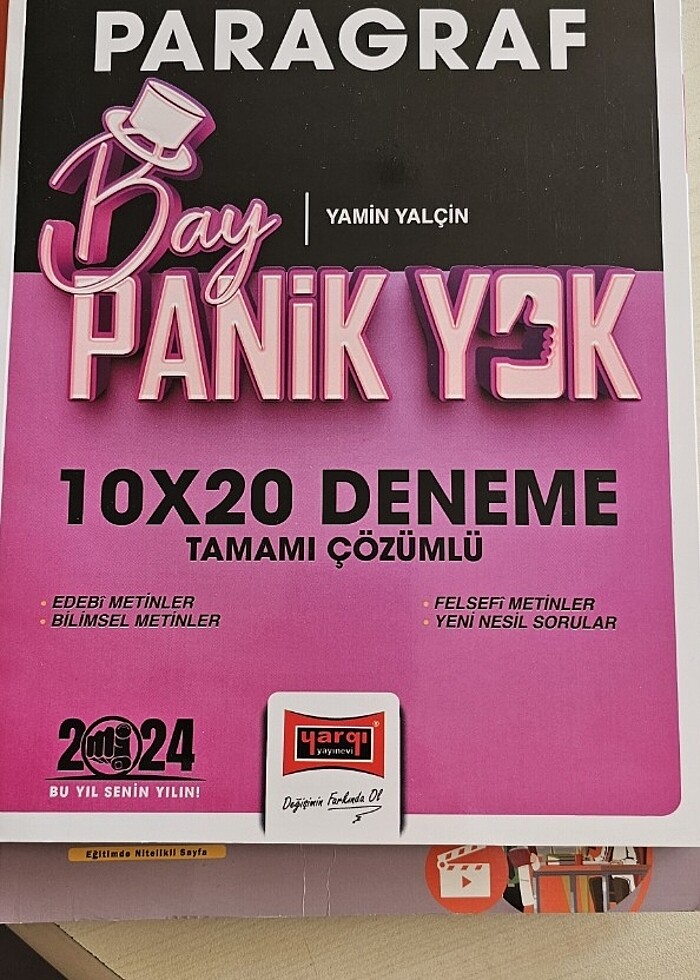 PARAGRAF
Bay
YAMİN YALÇİN
PANİK YOK
10X20 DENEME
TAMAMI ÇÖZÜMLÜ
• EDEBÎ METİNLER
• BİLİMSEL METİNLER
• FELSEFÎ METİNLER
• YENİ NESİL SORULAR
2024
BU YIL SENİN YILIN!
yargı
yayınevi
Değişimin Farkında Ol
Eğitimde Nitelikli Sayfa